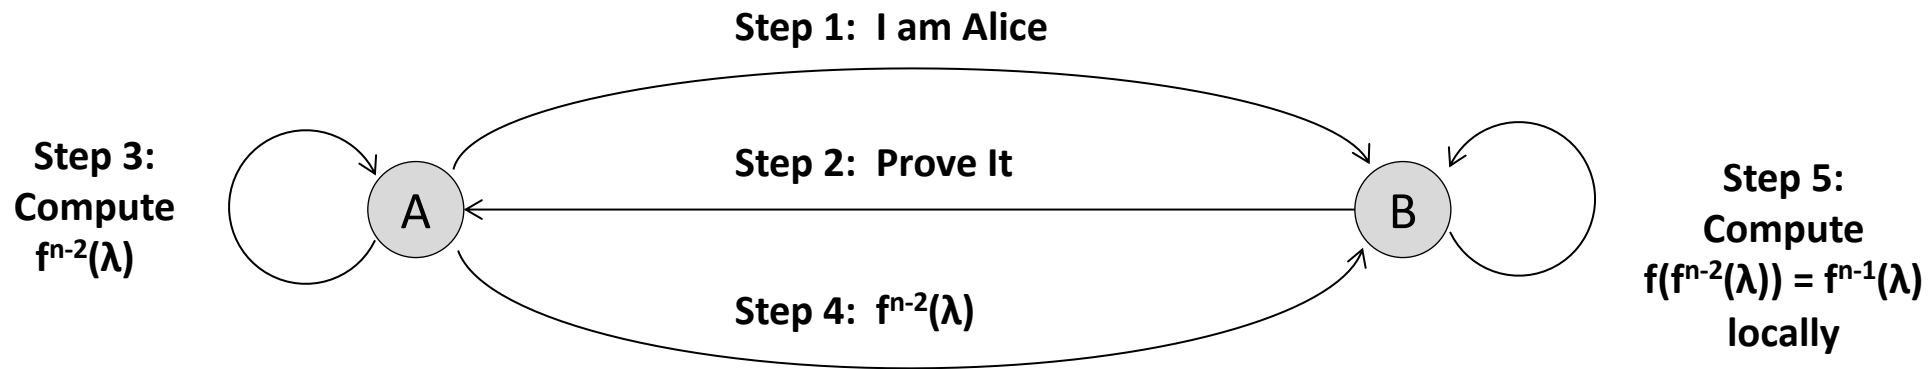 Step 1:  I am Alice
Step 2:  Prove It
Step 3:
Compute
fⁿ⁻²(λ)
A
B
Step 4:  fⁿ⁻²(λ)
Step 5:
Compute
f(fⁿ⁻²(λ)) = fⁿ⁻¹(λ)
locally